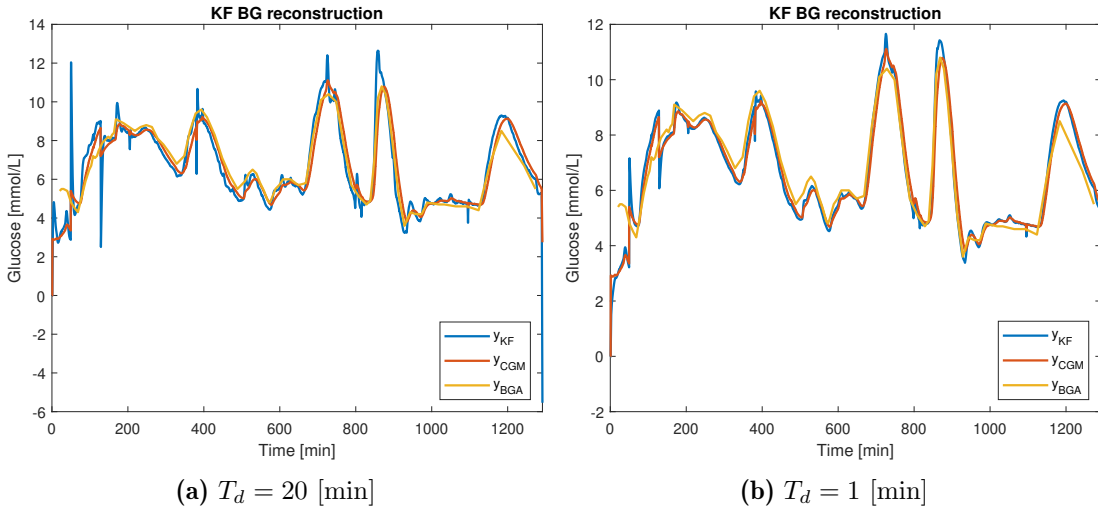 KF BG reconstruction
14
12
10
8
6
4
2
0
-2
-4
-6
Glucose [mmol/L]
0 200 400 600 800 1000 1200
Time [min]
y_KF
y_CGM
y_BGA
(a) T_d = 20 [min]
KF BG reconstruction
12
10
8
6
4
2
0
-2
Glucose [mmol/L]
0 200 400 600 800 1000 1200
Time [min]
y_KF
y_CGM
y_BGA
(b) T_d = 1 [min]